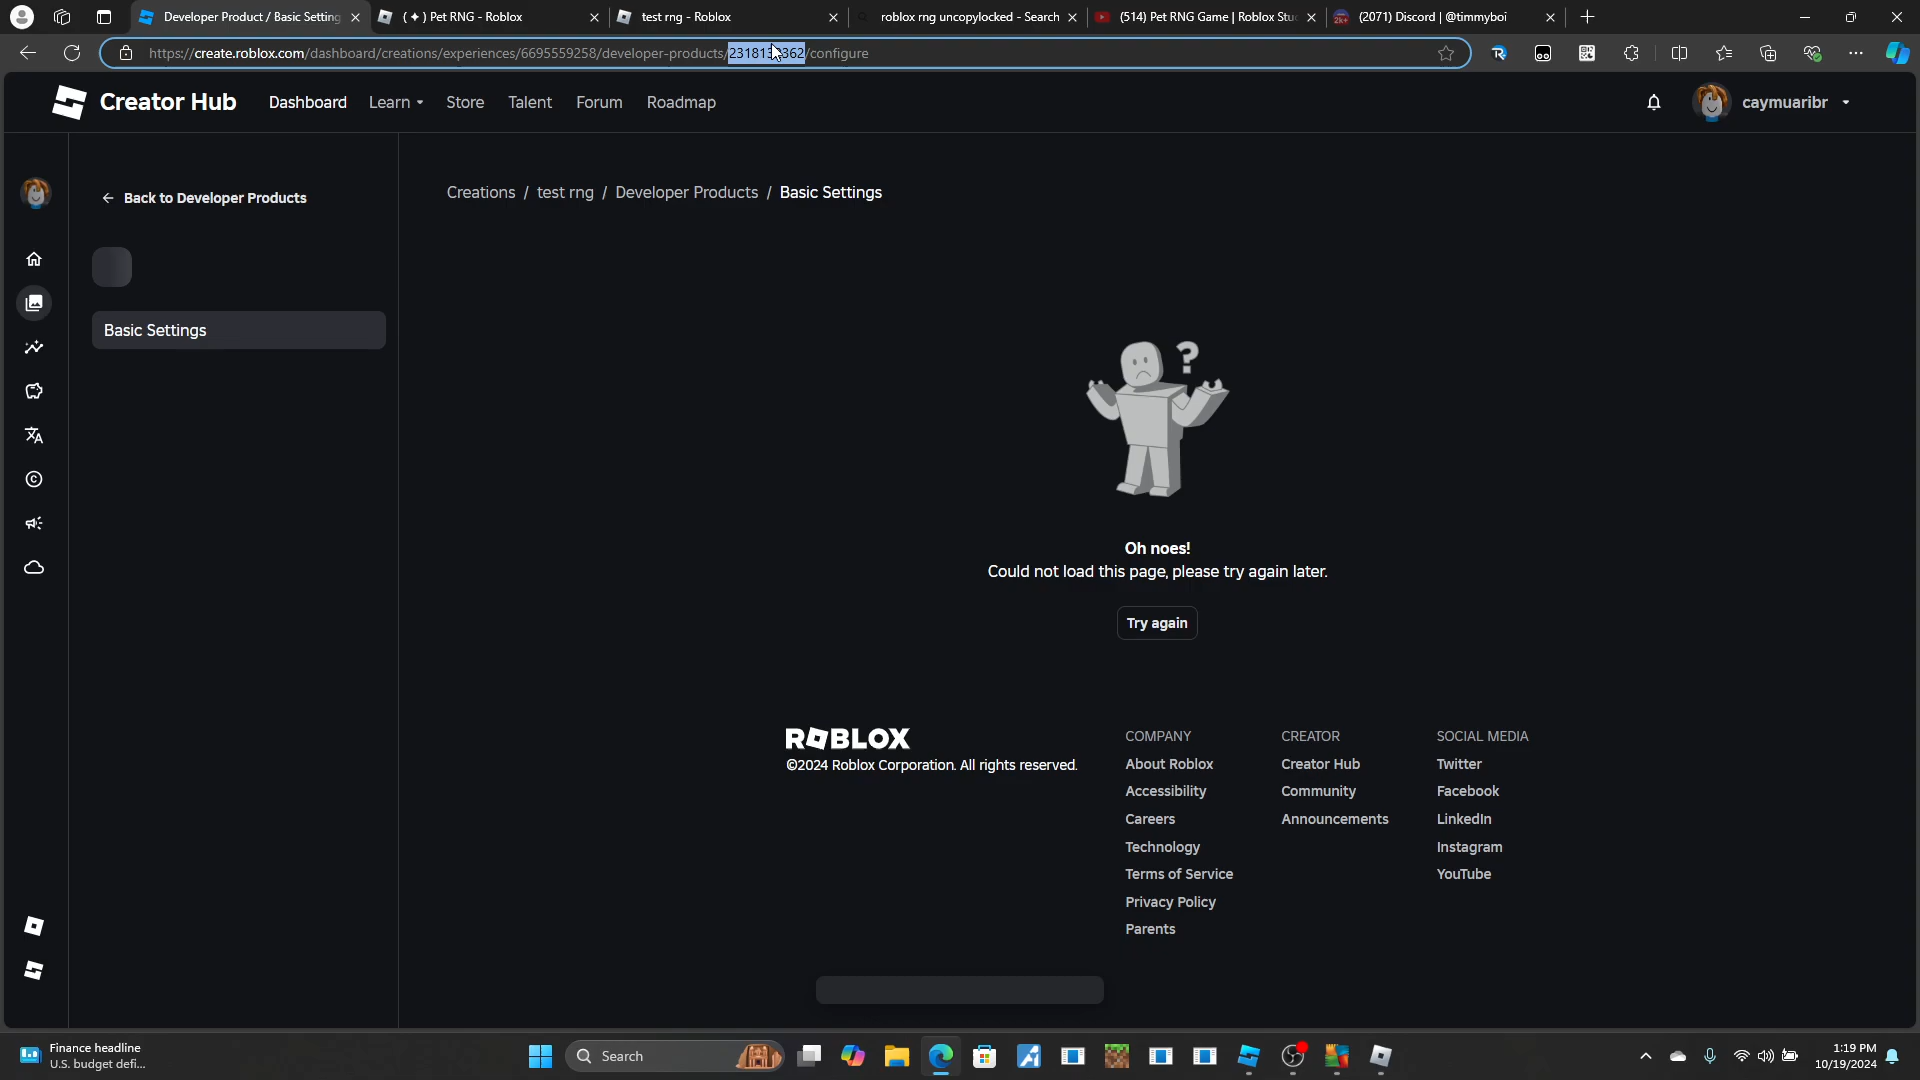 Developer Product / Basic Setting
( ✦ ) Pet RNG - Roblox
test rng - Roblox
roblox rng uncopylocked - Search
(514) Pet RNG Game | Roblox Stu
(2071) Discord | @timmyboi
https://create.roblox.com/dashboard/creations/experiences/6695559258/developer-products/ /configure
Creator Hub
Dashboard
Learn
Store
Talent
Forum
Roadmap
caymuaribr
Back to Developer Products
Creations / test rng / Developer Products / Basic Settings
Basic Settings
?
Oh noes!
Could not load this page, please try again later.
Try again
ROBLOX
©2024 Roblox Corporation. All rights reserved.
COMPANY
About Roblox
Accessibility
Careers
Technology
Terms of Service
Privacy Policy
Parents
CREATOR
Creator Hub
Community
Announcements
SOCIAL MEDIA
Twitter
Facebook
LinkedIn
Instagram
YouTube
Finance headline
U.S. budget defi...
Search
1:19 PM
10/19/2024